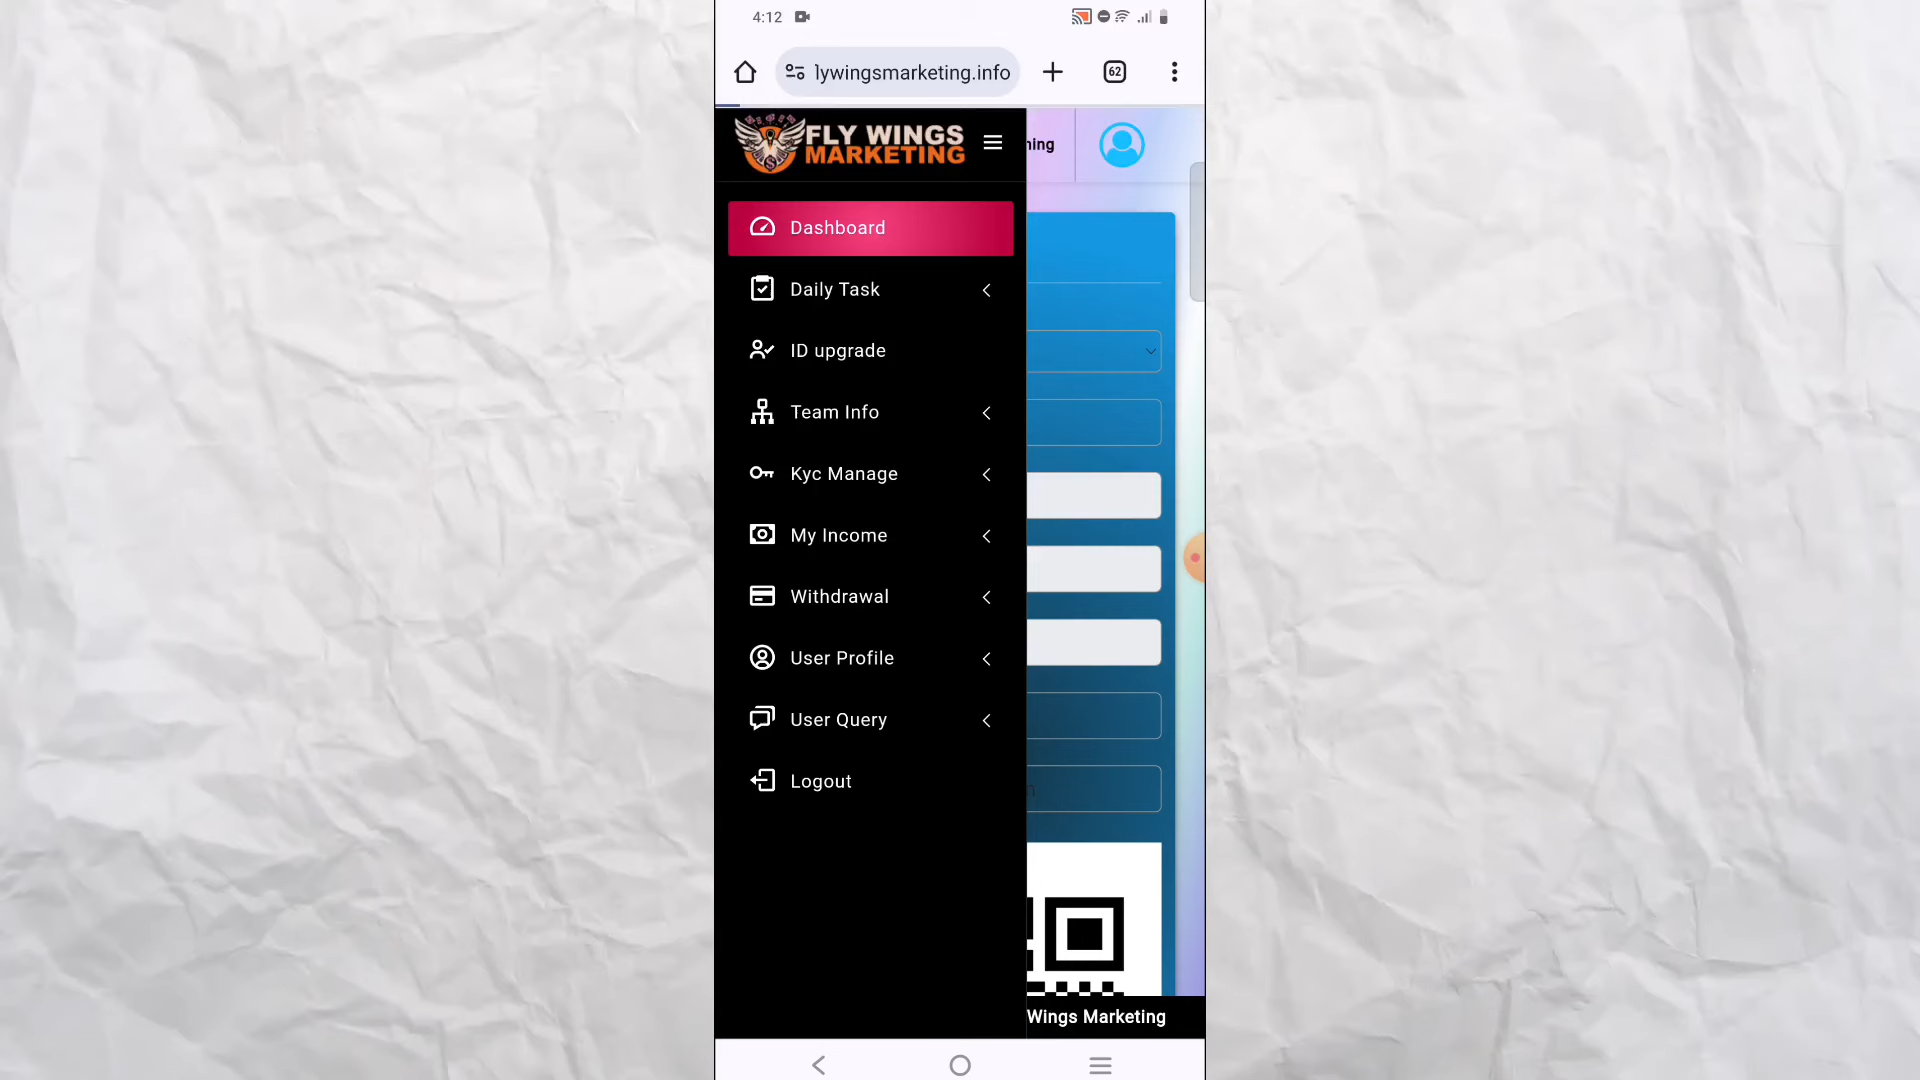 4:12
lywingsmarketing.info
62
FLY WINGS
MARKETING
ning
Dashboard
Daily Task
ID upgrade
Team Info
Kyc Manage
My Income
Withdrawal
User Profile
User Query
Logout
Wings Marketing